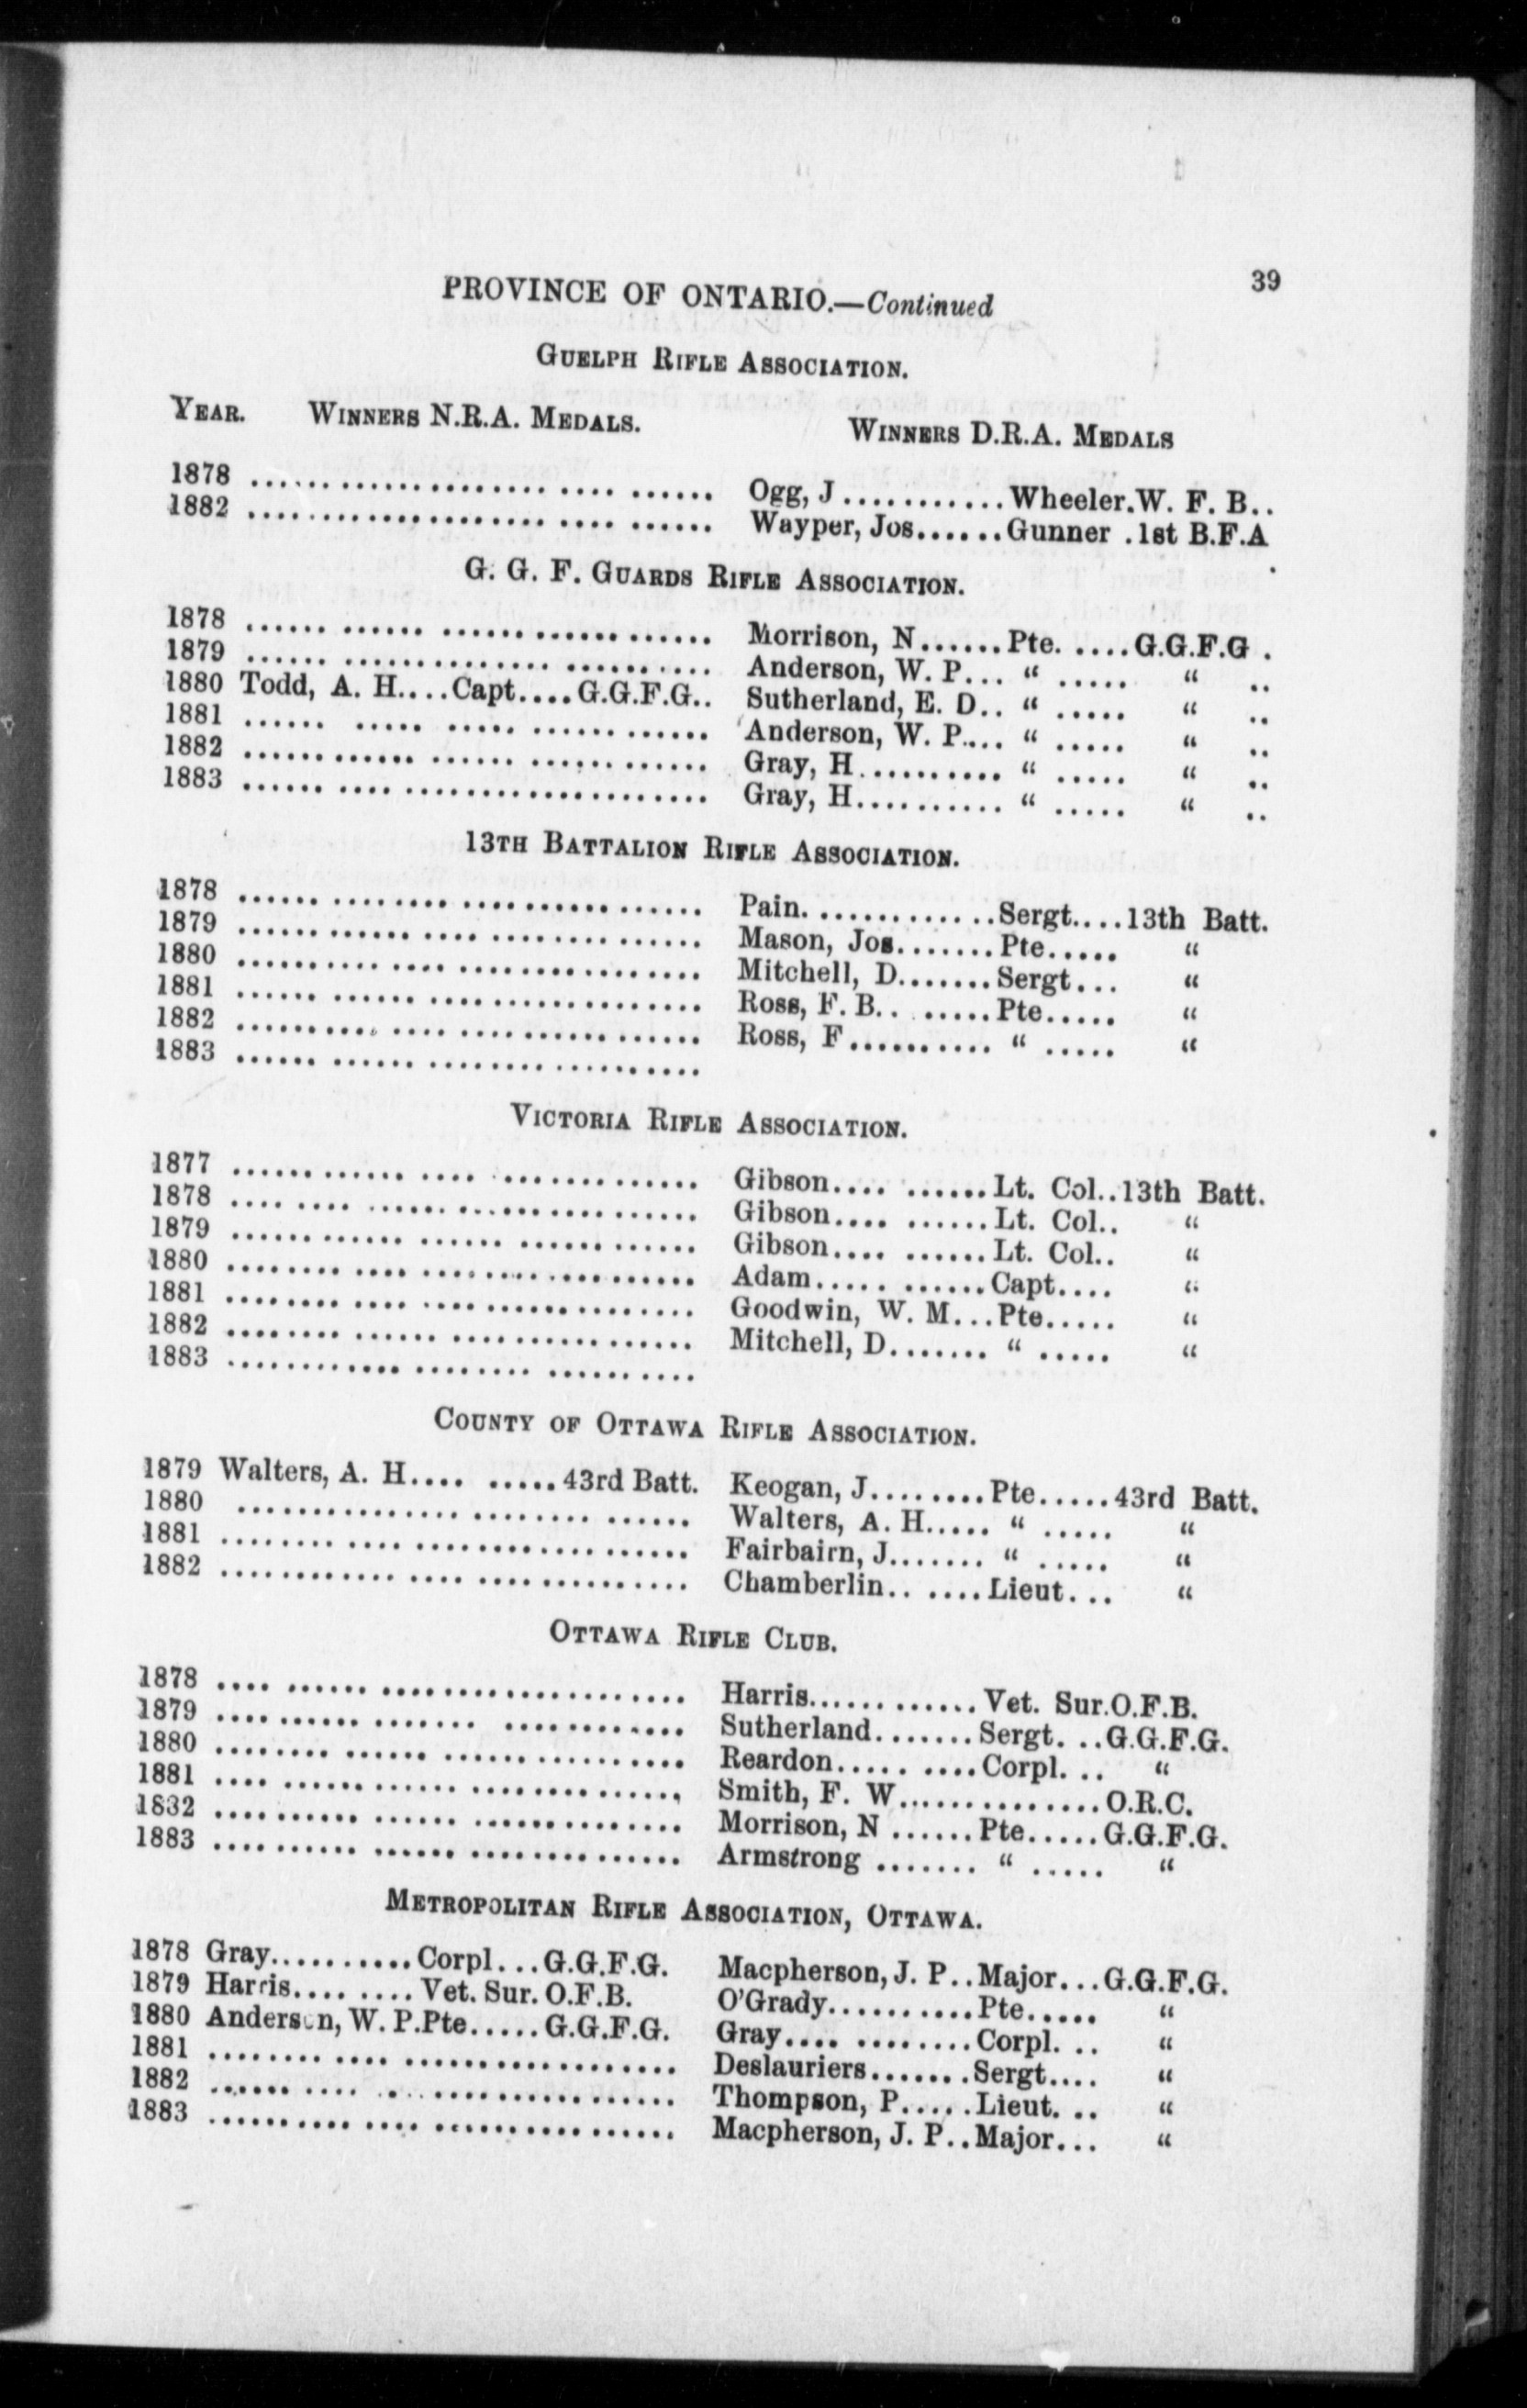 39
PROVINCE OF ONTARIO.—Continued
GUELPH RIFLE ASSOCIATION.
YEAR. WINNERS N.R.A. MEDALS. WINNERS D.R.A. MEDALS
1878 ................................ Ogg, J ............Wheeler.W. F. B..
1882 ................................ Wayper, Jos......Gunner .1st B.F.A.
G. G. F. GUARDS RIFLE ASSOCIATION.
1878 ................................ Morrison, N......Pte. ....G.G.F.G .
1879 ................................ Anderson, W. P... “ ..... “ ..
1880 Todd, A. H....Capt....G.G.F.G.. Sutherland, E. D.. “ ..... “ ..
1881 ................................ Anderson, W. P.... “ ..... “ ..
1882 ................................ Gray, H........... “ ..... “ ..
1883 ................................ Gray, H........... “ ..... “ ..
13TH BATTALION RIFLE ASSOCIATION.
1878 ................................ Pain. .............Sergt....13th Batt.
1879 ................................ Mason, Jos........Pte..... “
1880 ................................ Mitchell, D.......Sergt... “
1881 ................................ Ross, F. B.. ......Pte..... “
1882 ................................ Ross, F .......... “ ..... “
1883 ................................
VICTORIA RIFLE ASSOCIATION.
1877 ................................ Gibson.... ......Lt. Col..13th Batt.
1878 ................................ Gibson.... ......Lt. Col.. “
1879 ................................ Gibson.... ......Lt. Col.. “
1880 ................................ Adam..... ......Capt.... “
1881 ................................ Goodwin, W. M...Pte..... “
1882 ................................ Mitchell, D....... “ ..... “
1883 ................................
COUNTY OF OTTAWA RIFLE ASSOCIATION.
1879 Walters, A. H.... .....43rd Batt. Keogan, J........Pte.....43rd Batt.
1880 ................................ Walters, A. H..... “ ..... “
1881 ................................ Fairbairn, J....... “ ..... “
1882 ................................ Chamberlin.. ....Lieut. .. “
OTTAWA RIFLE CLUB.
1878 ................................ Harris...... ......Vet. Sur.O.F.B.
1879 ................................ Sutherland.......Sergt. ..G.G.F.G.
1880 ................................ Reardon..... ....Corpl. .. “
1881 ................................ Smith, F. W..............O.R.C.
1832 ................................ Morrison, N ......Pte.....G.G.F.G.
1883 ................................ Armstrong ....... “ ..... “
METROPOLITAN RIFLE ASSOCIATION, OTTAWA.
1878 Gray...........Corpl...G.G.F.G. Macpherson, J. P..Major...G.G.F.G.
1879 Harris.... .... Vet. Sur. O.F.B. O'Grady..........Pte..... “
1880 Anderson, W. P.Pte.....G.G.F.G. Gray.... ........Corpl. .. “
1881 ................................ Deslauriers.......Sergt.... “
1882 ................................ Thompson, P.....Lieut. .. “
1883 ................................ Macpherson, J. P..Major... “